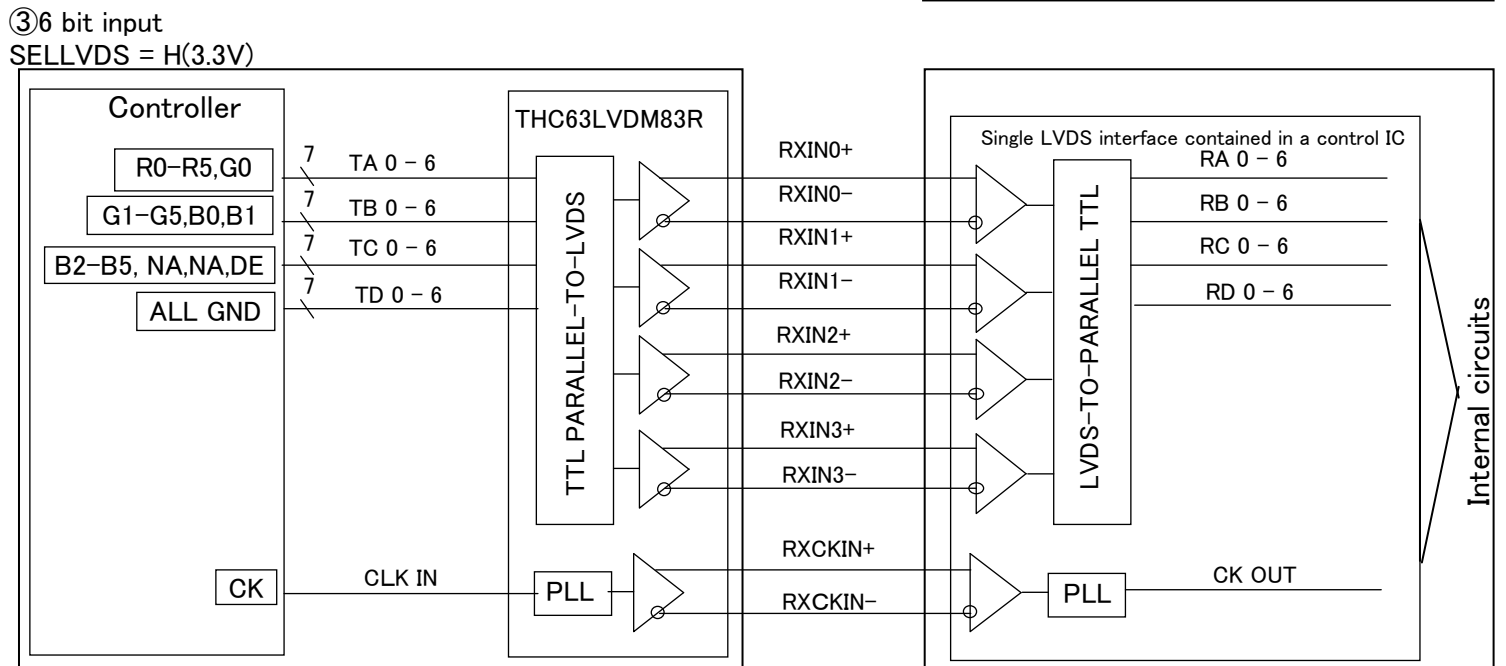 ③6 bit input
SELLVDS = H(3.3V)
Controller
R0-R5,G0
G1-G5,B0,B1
B2-B5, NA,NA,DE
ALL GND
CK
7
TA 0 - 6
7
TB 0 - 6
7
TC 0 - 6
7
TD 0 - 6
CLK IN
THC63LVDM83R
TTL PARALLEL-TO-LVDS
PLL
RXIN0+
RXIN0-
RXIN1+
RXIN1-
RXIN2+
RXIN2-
RXIN3+
RXIN3-
RXCKIN+
RXCKIN-
Single LVDS interface contained in a control IC
LVDS-TO-PARALLEL TTL
PLL
RA 0 - 6
RB 0 - 6
RC 0 - 6
RD 0 - 6
CK OUT
Internal circuits